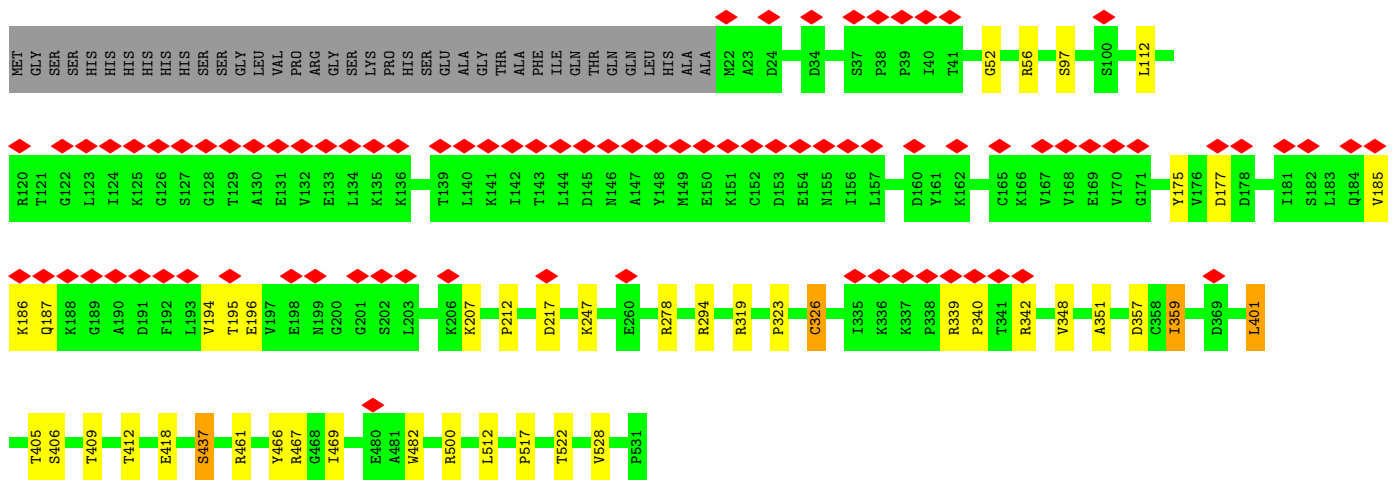 MET GLY SER SER HIS HIS HIS HIS HIS HIS SER SER GLY LEU VAL PRO ARG GLY SER LYS PRO HIS SER GLU ALA GLY THR ALA PHE ILE GLN THR GLN GLN LEU HIS ALA ALA M22 A23 D24 D34 S37 P38 P39 I40 T41 G52 R56 S97 S100 L112
R120 T121 G122 L123 I124 K125 G126 S127 G128 T129 A130 E131 V132 E133 L134 K135 K136 T139 L140 K141 I142 T143 L144 D145 N146 A147 Y148 M149 E150 K151 C152 D153 E154 N155 I156 L157 D160 Y161 K162 C165 K166 V167 V168 E169 V170 G171 Y175 V176 D177 D178 I181 S182 L183 Q184 V185
K186 Q187 K188 G189 A190 D191 F192 L193 V194 T195 E196 V197 E198 N199 G200 G201 S202 L203 K206 K207 P212 D217 K247 E260 R278 R294 R319 P323 C326 I335 K336 K337 P338 R339 P340 T341 R342 V348 A351 D357 C358 I359 D369 L401
T405 S406 T409 T412 E418 S437 R461 Y466 R467 G468 I469 E480 A481 W482 R500 L512 P517 T522 V528 P531